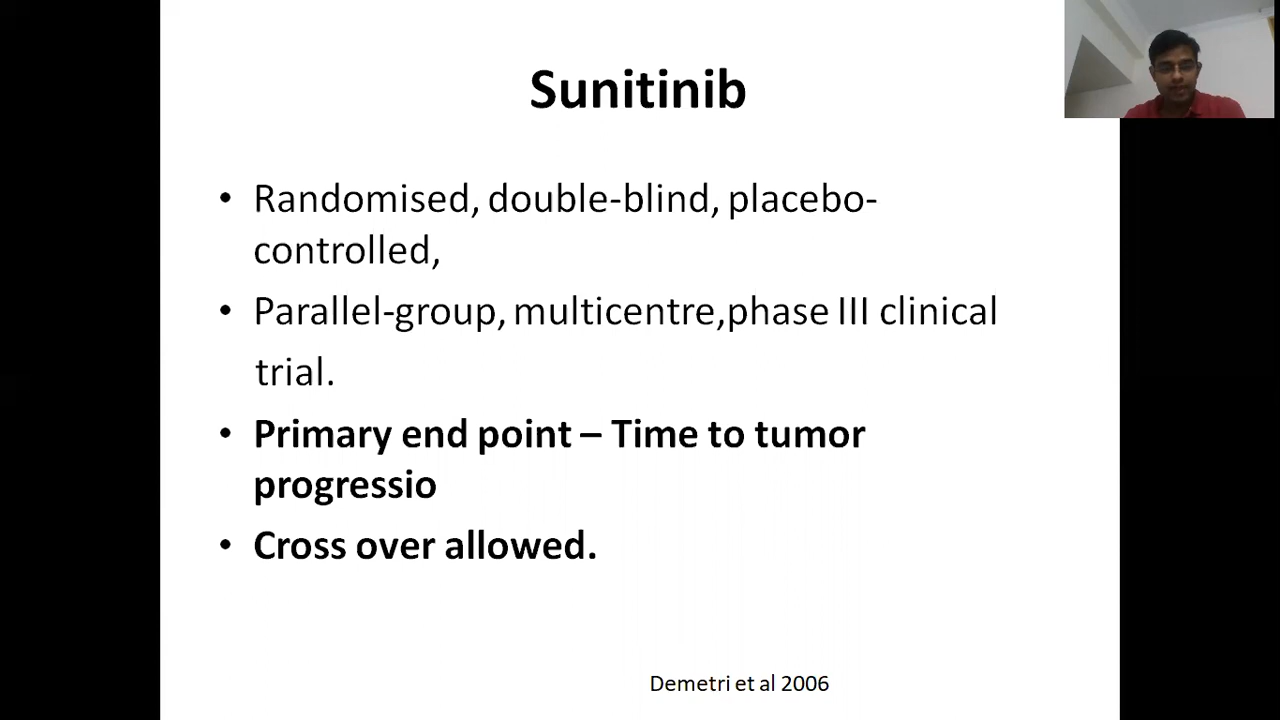 Sunitinib
• Randomised, double-blind, placebo-
controlled,
• Parallel-group, multicentre,phase III clinical
trial.
• Primary end point – Time to tumor
progressio
• Cross over allowed.
Demetri et al 2006